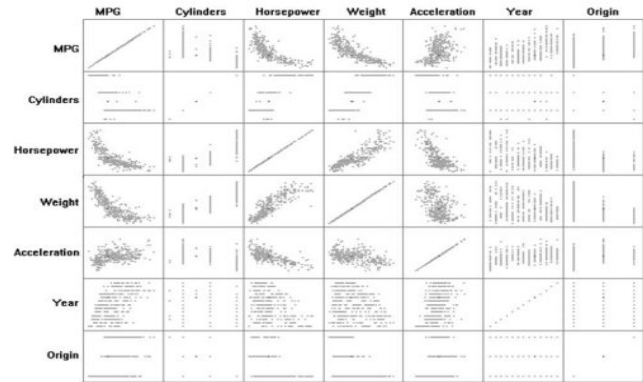 MPG Cylinders Horsepower Weight Acceleration Year Origin
MPG
Cylinders
Horsepower
Weight
Acceleration
Year
Origin